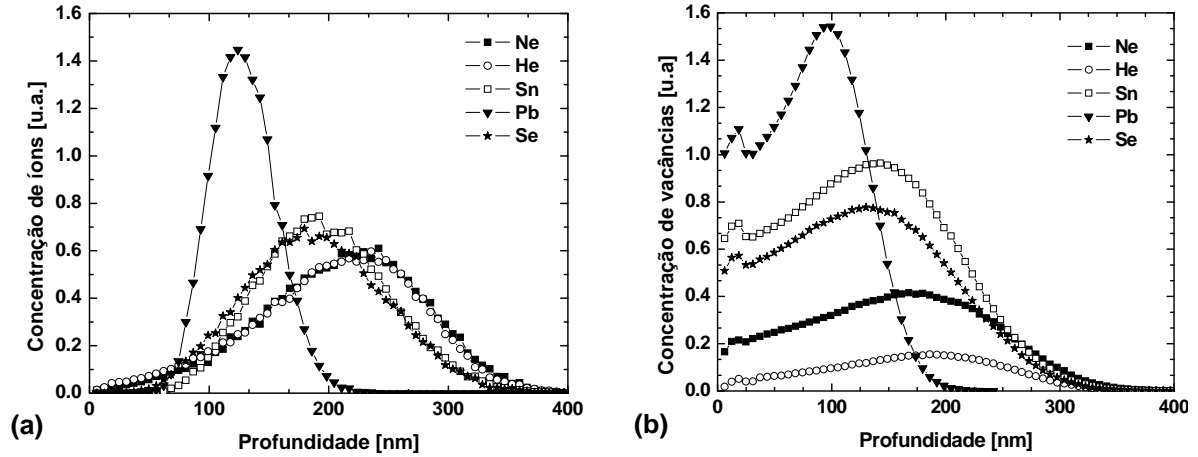 1.6
1.4
1.2
1.0
0.8
0.6
0.4
0.2
0.0
0 100 200 300 400
Concentração de íons [u.a.]
Profundidade [nm]
Ne
He
Sn
Pb
Se
(a)
1.6
1.4
1.2
1.0
0.8
0.6
0.4
0.2
0.0
0 100 200 300 400
Concentração de vacâncias [u.a]
Profundidade [nm]
Ne
He
Sn
Pb
Se
(b)